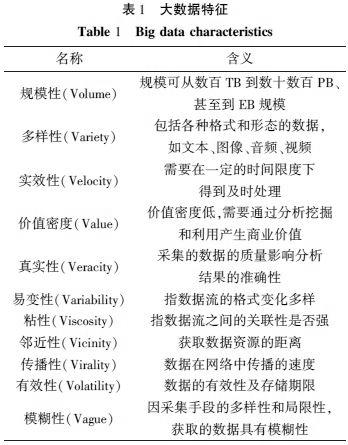 表 1 大数据特征
Table 1 Big data characteristics
名称 含义
规模性(Volume) 规模可从数百 TB 到数十数百 PB、
甚至到 EB 规模
多样性(Variety) 包括各种格式和形态的数据,
如文本、图像、音频、视频
实效性(Velocity) 需要在一定的时间限度下
得到及时处理
价值密度(Value) 价值密度低,需要通过分析挖掘
和利用产生商业价值
真实性(Veracity) 采集的数据的质量影响分析
结果的准确性
易变性(Variability) 指数据流的格式变化多样
粘性(Viscosity) 指数据流之间的关联性是否强
邻近性(Vicinity) 获取数据资源的距离
传播性(Virality) 数据在网络中传播的速度
有效性(Volatility) 数据的有效性及存储期限
模糊性(Vague) 因采集手段的多样性和局限性,
获取的数据具有模糊性